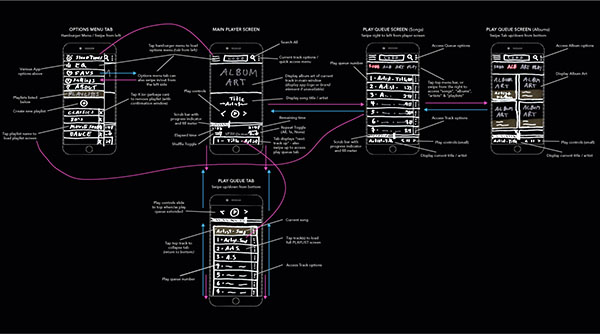 OPTIONS MENU TAB
Hamburger Menu / Swipe from left
MAIN PLAYER SCREEN
PLAY QUEUE SCREEN (Songs)
Swipe right to left from player screen
PLAY QUEUE SCREEN (Albums)
Swipe Tab up/down from bottom
Various App
options above
Playlists listed
below
Create new playlist
Tap playlist menu to load
playlist screen
Tap hamburger menu to load
options menu (tab from left)
Options menu tab can
also swipe in/out from
the left side
Tap X (or garbage can)
to remove playlist (with
confirmation window)
Play controls
Scrub bar with
progress indicator
and fill meter
Elapsed time
Shuffle Toggle
Search All
Current track options /
quick access menu
Display album art of current
track in main window
(display app logo or brand
element if unavailable)
Display song title / artist
Remaining time
Repeat Toggle
(All, 1x, None)
Tab displays "next
track up" - also
swipe up to access
play queue tab
ALBUM
ART
Play queue number
Access Queue options
Tap menu bar, or
swipe from the right to
access "songs", "albums",
"artists" & "playlists"
Access Track options
Scrub bar with
progress indicator
and fill meter
Play controls (small)
Display current title / artist
Access Album options
Display Album Art
Play controls (small)
Display current title / artist
PLAY QUEUE TAB
Swipe up/down from bottom
Play controls slide
to top when the play
queue extended
Tap top track to
collapse tab
(return to bottom)
Play queue number
Current song
Tap track(s) to load
full PLAYLIST screen
Access Track options